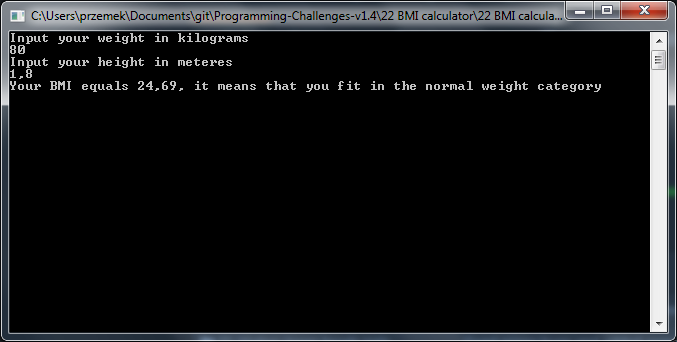 C:\Users\przemek\Documents\git\Programming-Challenges-v1.4\22 BMI calculator\22 BMI calcula...
Input your weight in kilograms
80
Input your height in meteres
1,8
Your BMI equals 24,69, it means that you fit in the normal weight category